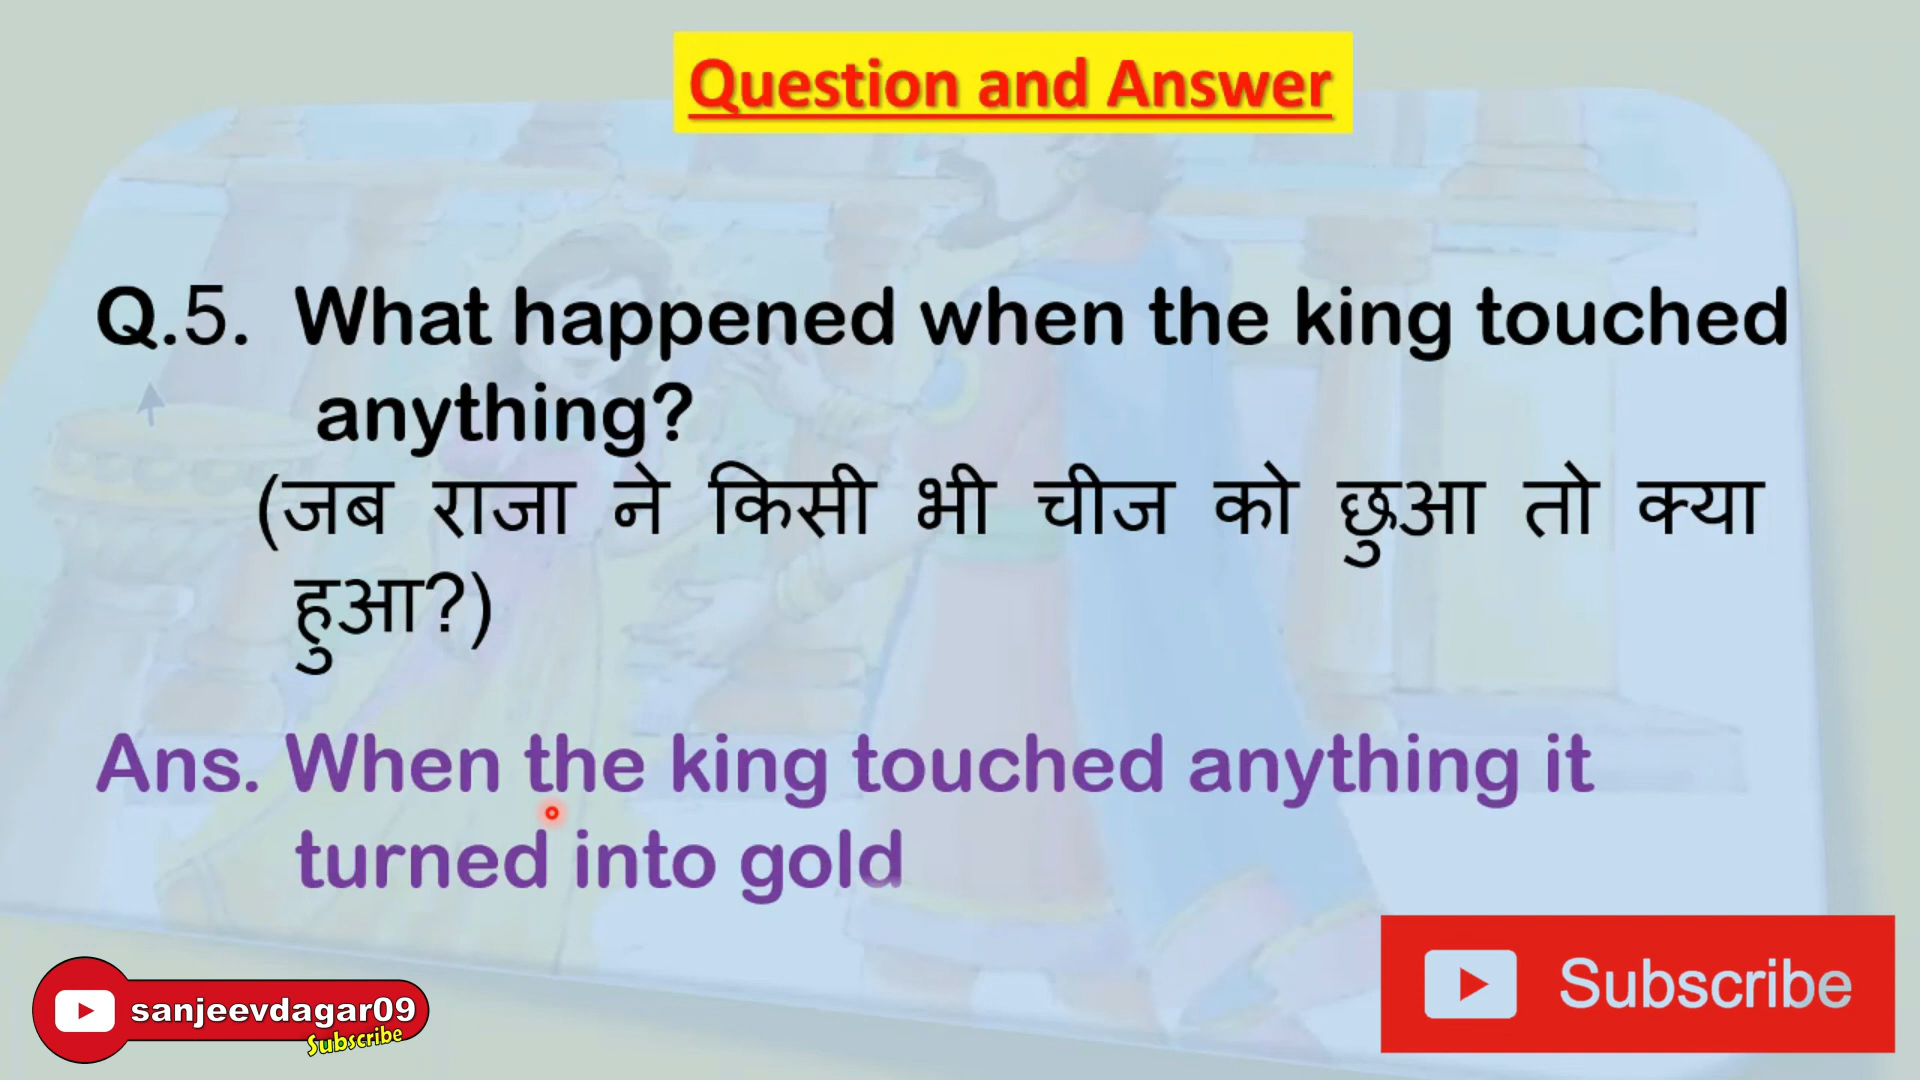 Question and Answer
Q.5. What happened when the king touched
anything?
(जब राजा ने किसी भी चीज को छुआ तो क्या
हुआ?)
Ans. When the king touched anything it
turned into gold
sanjeevdagar09
Subscribe
Subscribe